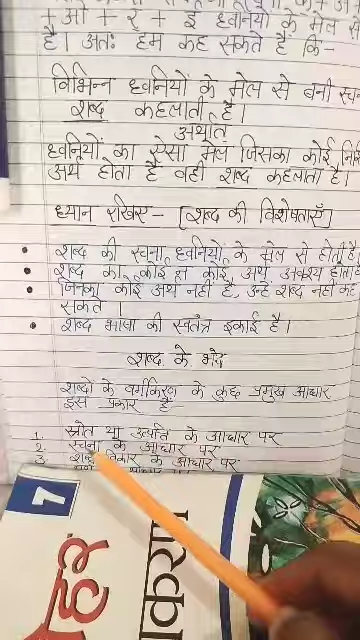 + ओ + र + ई ध्वनियों के मेल से
है। अतः हम कह सकते हैं कि-
विभिन्न ध्वनियों के मेल से बनी
शब्द कहलाती है।
अर्थात
ध्वनियों का ऐसा मेल जिसका कोई
अर्थ होता है वही शब्द कहलाता है।
ध्यान रखिए- [शब्द की विशेषताएँ]
• शब्द की रचना ध्वनियों के मेल से होती है
• शब्द का कोई न कोई अर्थ अवश्य होता
• जिनका कोई अर्थ नहीं है, उन्हें शब्द नहीं कह
सकते ।
• शब्द भाषा की स्वतंत्र इकाई है।
शब्द के भेद
शब्दों के वर्गीकरण के कुछ प्रमुख आधार
इस प्रकार है
1. स्रोत या उत्पत्ति के आधार पर
2. रचना के आधार पर
3. शब्द विकार के आधार पर
7